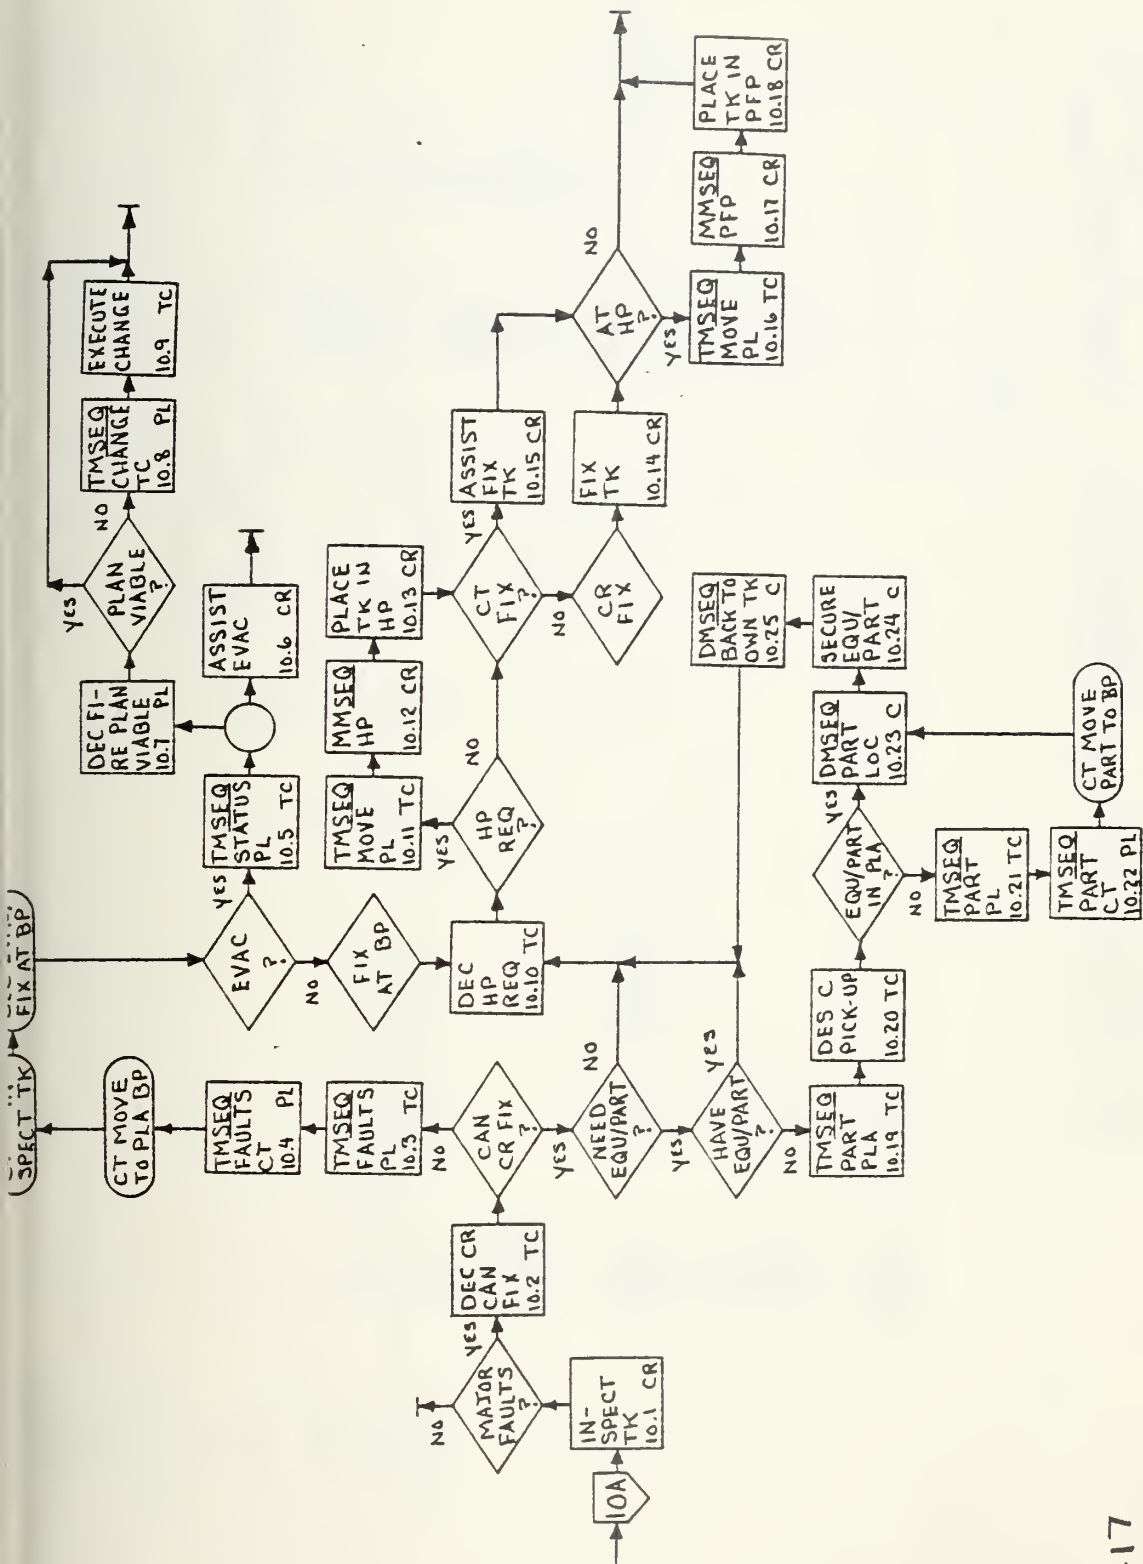 10A
IN-
SPECT
TK
10.1 CR
MAJOR
FAULTS
?
NO
YES
DEC CR
CAN
FIX
10.2 TC
CAN
CR FIX
?
NO
YES
TMSEQ
FAULTS
PL
10.3 TC
TMSEQ
FAULTS
CT
10.4 PL
CT MOVE
TO PLA BP
SPECT TK
FIX AT BP
EVAC
?
YES
NO
TMSEQ
STATUS
PL
10.5 TC
ASSIST
EVAC
10.6 CR
DEC FI-
RE PLAN
VIABLE
10.7 PL
PLAN
VIABLE
?
YES
NO
TMSEQ
CHANGE
TC
10.8 PL
EXECUTE
CHANGE
10.9 TC
FIX
AT BP
DEC
HP
REQ
10.10 TC
HP
REQ
?
YES
NO
TMSEQ
MOVE
PL
10.11 TC
MMSEQ
HP
10.12 CR
PLACE
TK IN
HP
10.13 CR
CT
FIX
?
YES
NO
CR
FIX
FIX
TK
10.14 CR
ASSIST
FIX
TK
10.15 CR
AT
HP
?
NO
YES
TMSEQ
MOVE
PL
10.16 TC
MMSEQ
PFP
10.17 CR
PLACE
TK IN
PFP
10.18 CR
NEED
EQU/PART
?
NO
YES
HAVE
EQU/PART
?
YES
NO
TMSEQ
PART
PLA
10.19 TC
DES C
PICK-UP
10.20 TC
EQU/PART
IN PLA
?
YES
NO
TMSEQ
PART
PL
10.21 TC
TMSEQ
PART
CT
10.22 PL
CT MOVE
PART TO BP
DMSEQ
PART
LOC
10.23 C
SECURE
EQU/
PART
10.24 C
DMSEQ
BACK TO
OWN TK
10.25 C
17